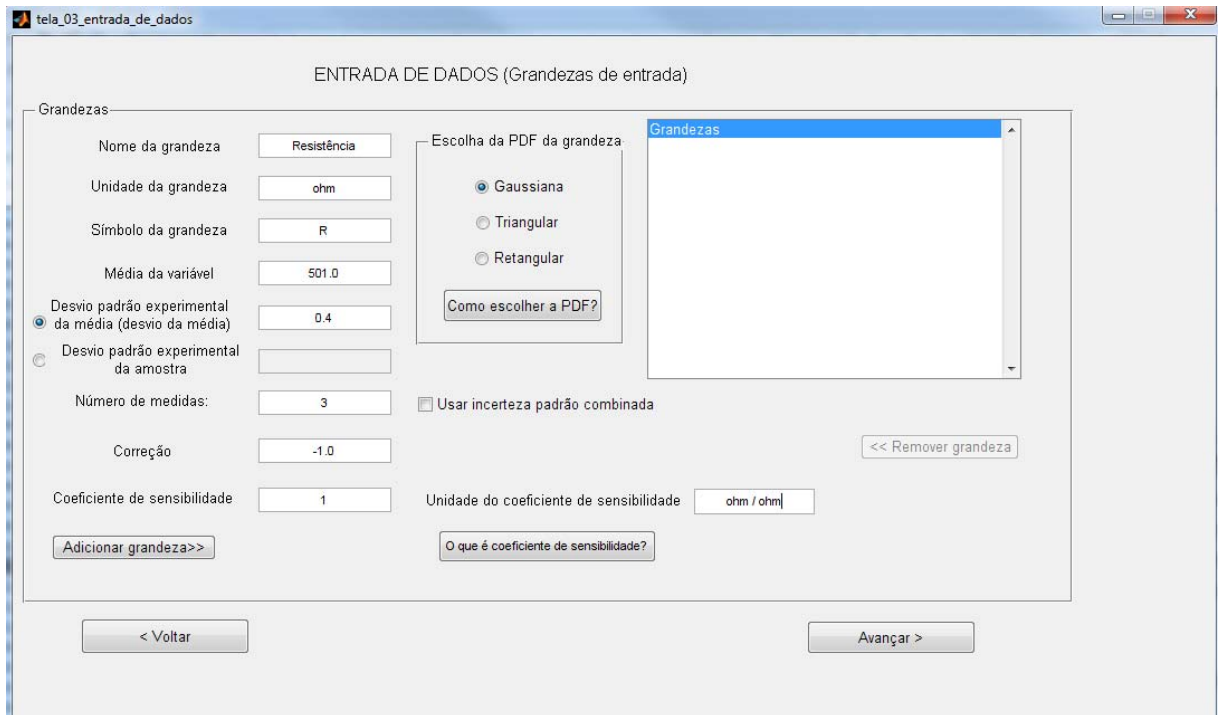 tela_03_entrada_de_dados
ENTRADA DE DADOS (Grandezas de entrada)
Grandezas
Nome da grandeza
Resistência
Unidade da grandeza
ohm
Símbolo da grandeza
R
Média da variável
501.0
Desvio padrão experimental
da média (desvio da média)
0.4
Desvio padrão experimental
da amostra
Número de medidas:
3
Correção
-1.0
Coeficiente de sensibilidade
1
Adicionar grandeza>>
Escolha da PDF da grandeza
Gaussiana
Triangular
Retangular
Como escolher a PDF?
Grandezas
Usar incerteza padrão combinada
<< Remover grandeza
Unidade do coeficiente de sensibilidade
ohm / ohm
O que é coeficiente de sensibilidade?
< Voltar
Avançar >